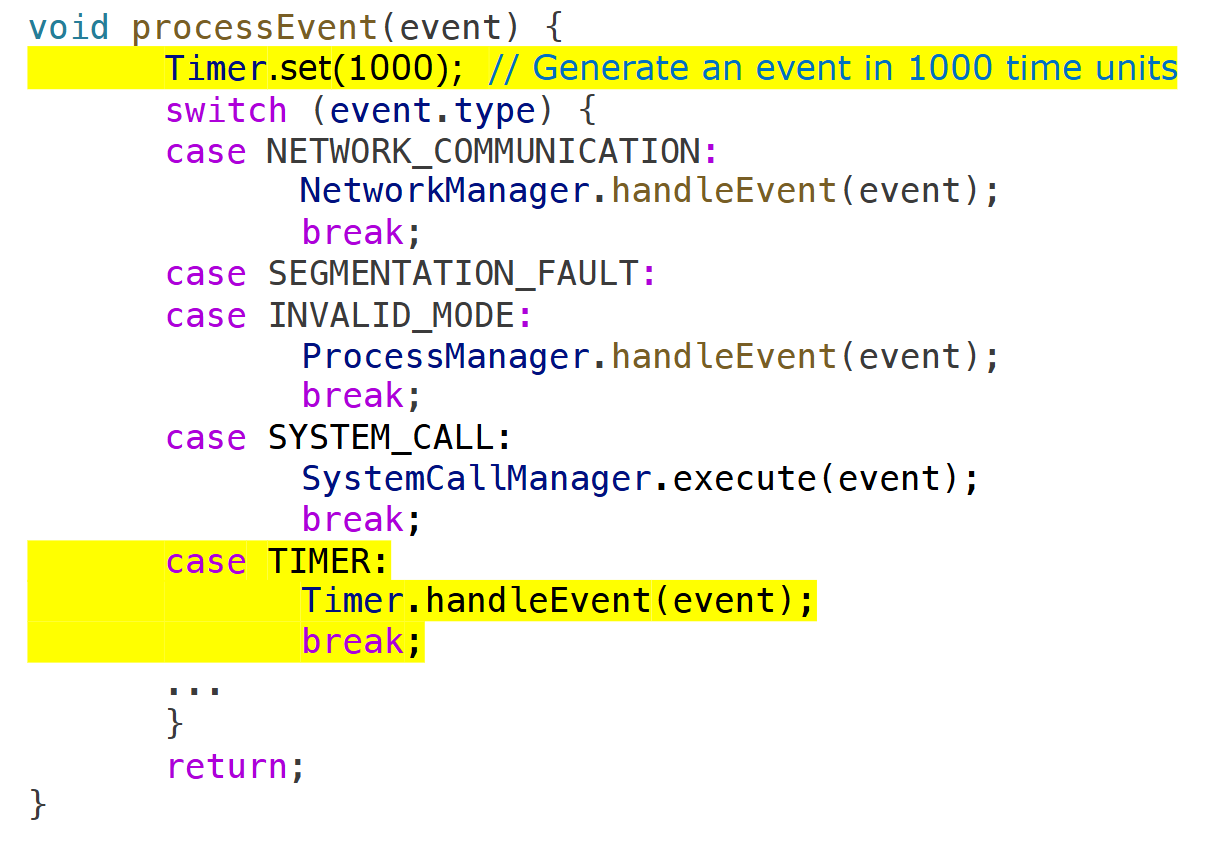 void processEvent(event) {
Timer.set(1000); // Generate an event in 1000 time units
switch (event.type) {
case NETWORK_COMMUNICATION:
NetworkManager.handleEvent(event);
break;
case SEGMENTATION_FAULT:
case INVALID_MODE:
ProcessManager.handleEvent(event);
break;
case SYSTEM_CALL:
SystemCallManager.execute(event);
break;
case TIMER:
Timer.handleEvent(event);
break;
...
}
return;
}